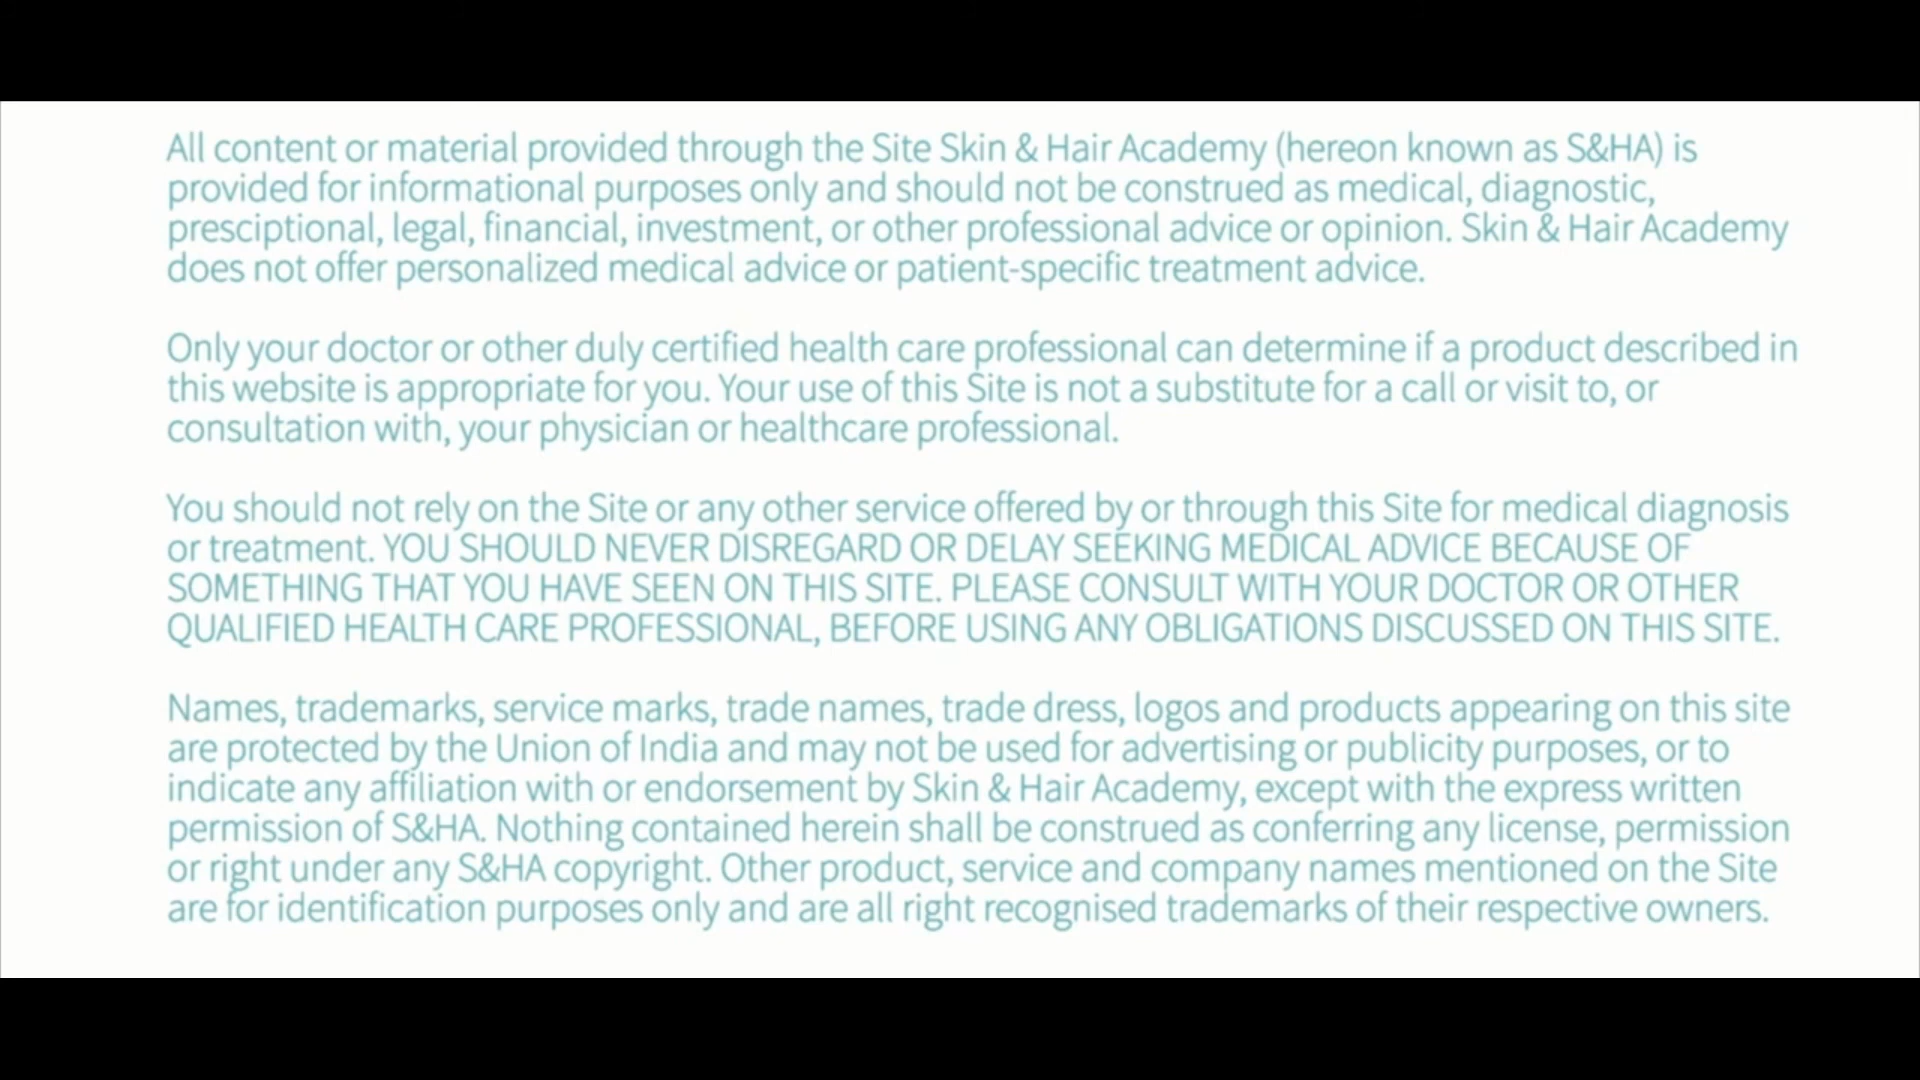 All content or material provided through the Site Skin & Hair Academy (hereon known as S&HA) is
provided for informational purposes only and should not be construed as medical, diagnostic,
presciptional, legal, financial, investment, or other professional advice or opinion. Skin & Hair Academy
does not offer personalized medical advice or patient-specific treatment advice.
Only your doctor or other duly certified health care professional can determine if a product described in
this website is appropriate for you. Your use of this Site is not a substitute for a call or visit to, or
consultation with, your physician or healthcare professional.
You should not rely on the Site or any other service offered by or through this Site for medical diagnosis
or treatment. YOU SHOULD NEVER DISREGARD OR DELAY SEEKING MEDICAL ADVICE BECAUSE OF
SOMETHING THAT YOU HAVE SEEN ON THIS SITE. PLEASE CONSULT WITH YOUR DOCTOR OR OTHER
QUALIFIED HEALTH CARE PROFESSIONAL, BEFORE USING ANY OBLIGATIONS DISCUSSED ON THIS SITE.
Names, trademarks, service marks, trade names, trade dress, logos and products appearing on this site
are protected by the Union of India and may not be used for advertising or publicity purposes, or to
indicate any affiliation with or endorsement by Skin & Hair Academy, except with the express written
permission of S&HA. Nothing contained herein shall be construed as conferring any license, permission
or right under any S&HA copyright. Other product, service and company names mentioned on the Site
are for identification purposes only and are all right recognised trademarks of their respective owners.